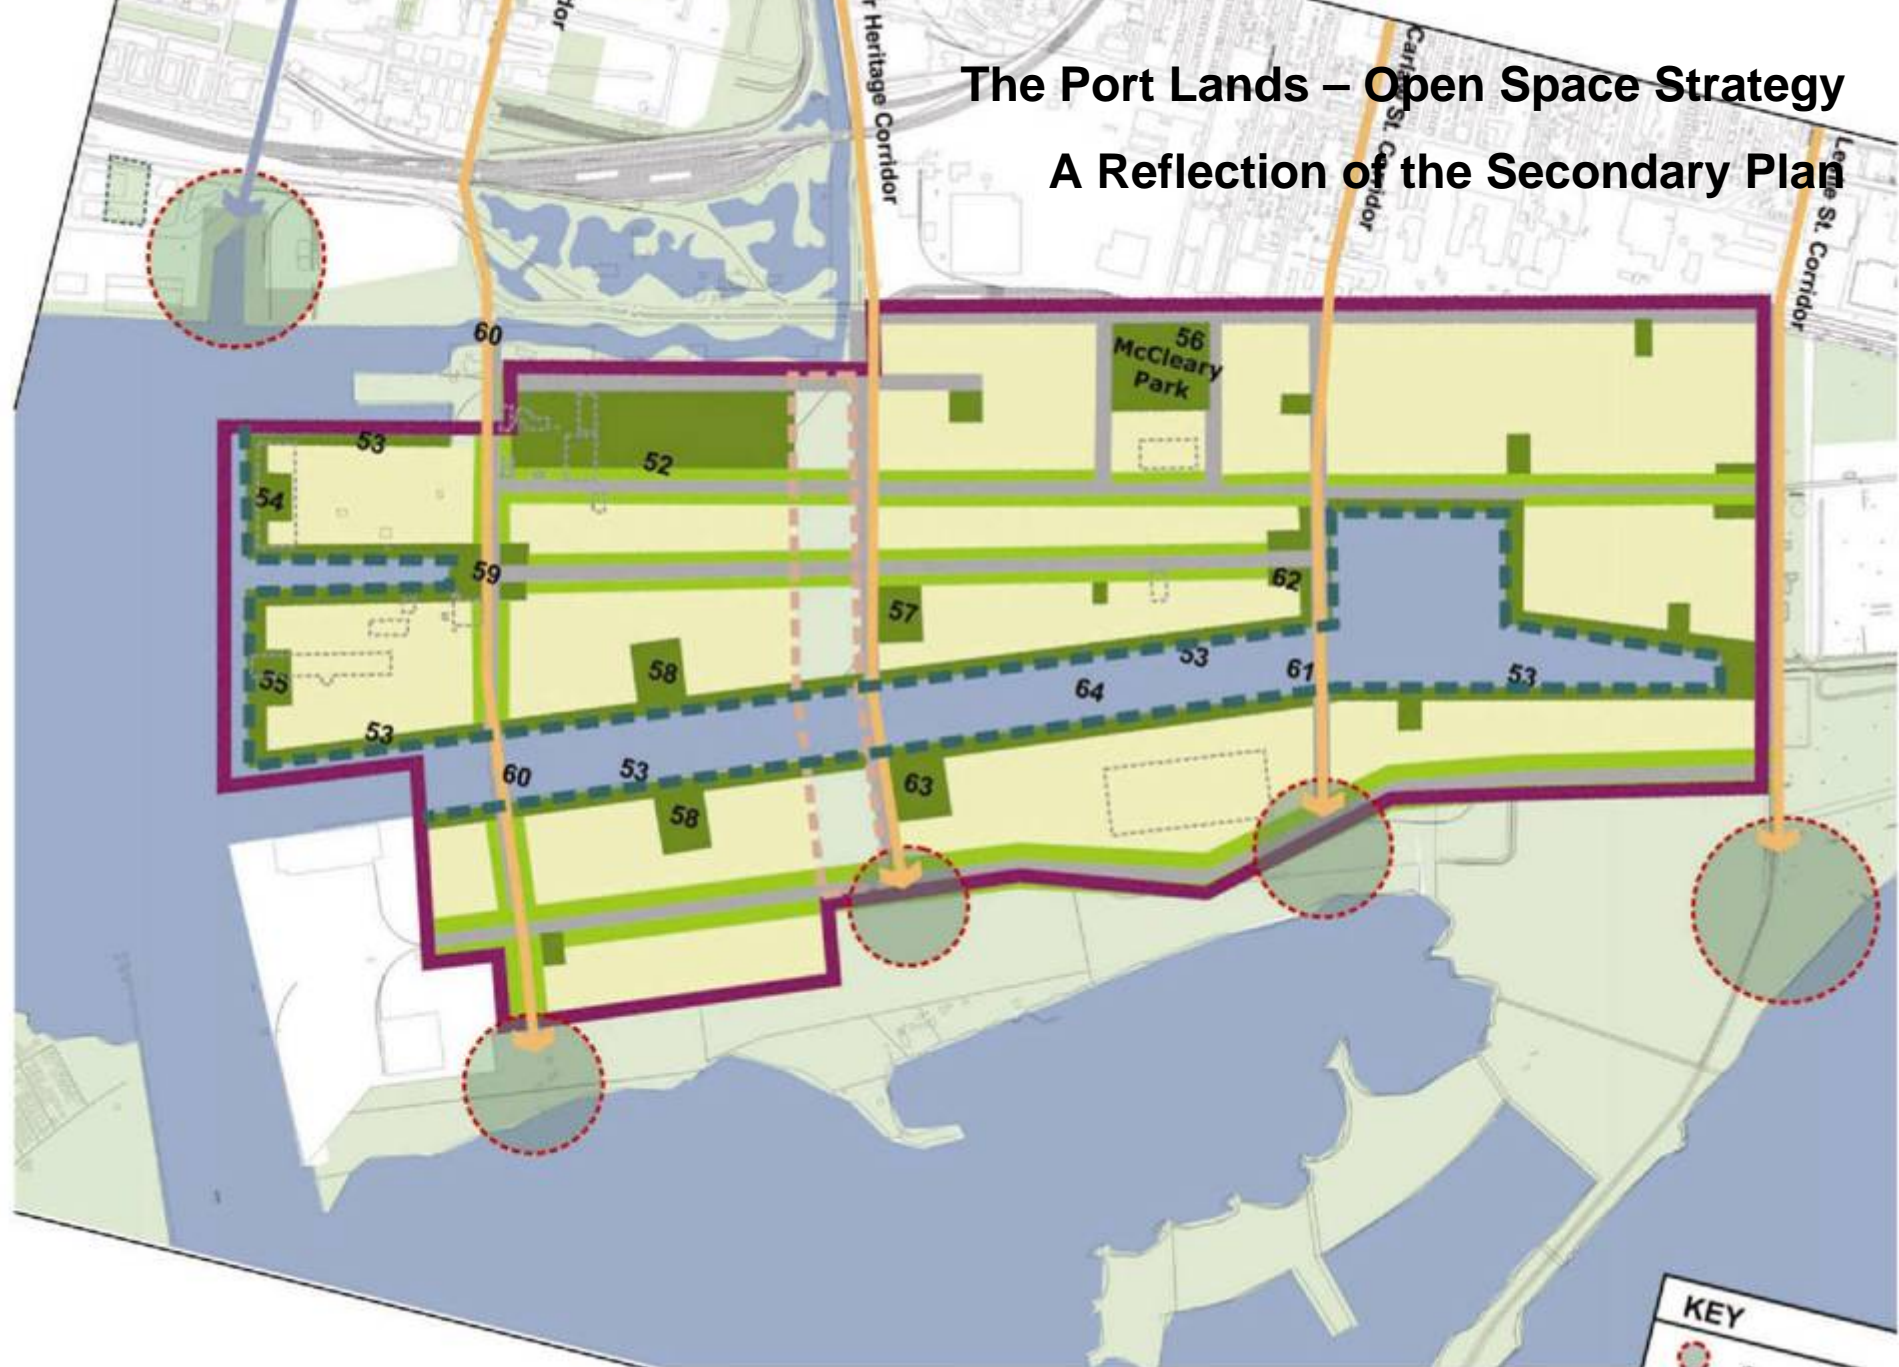 The Port Lands – Open Space Strategy
A Reflection of the Secondary Plan
r Heritage Corridor
St. Corridor
Leslie St. Corridor
60
56
McCleary
Park
53
52
54
59
62
57
58
55
53
61
53
64
53
60
53
63
58
KEY